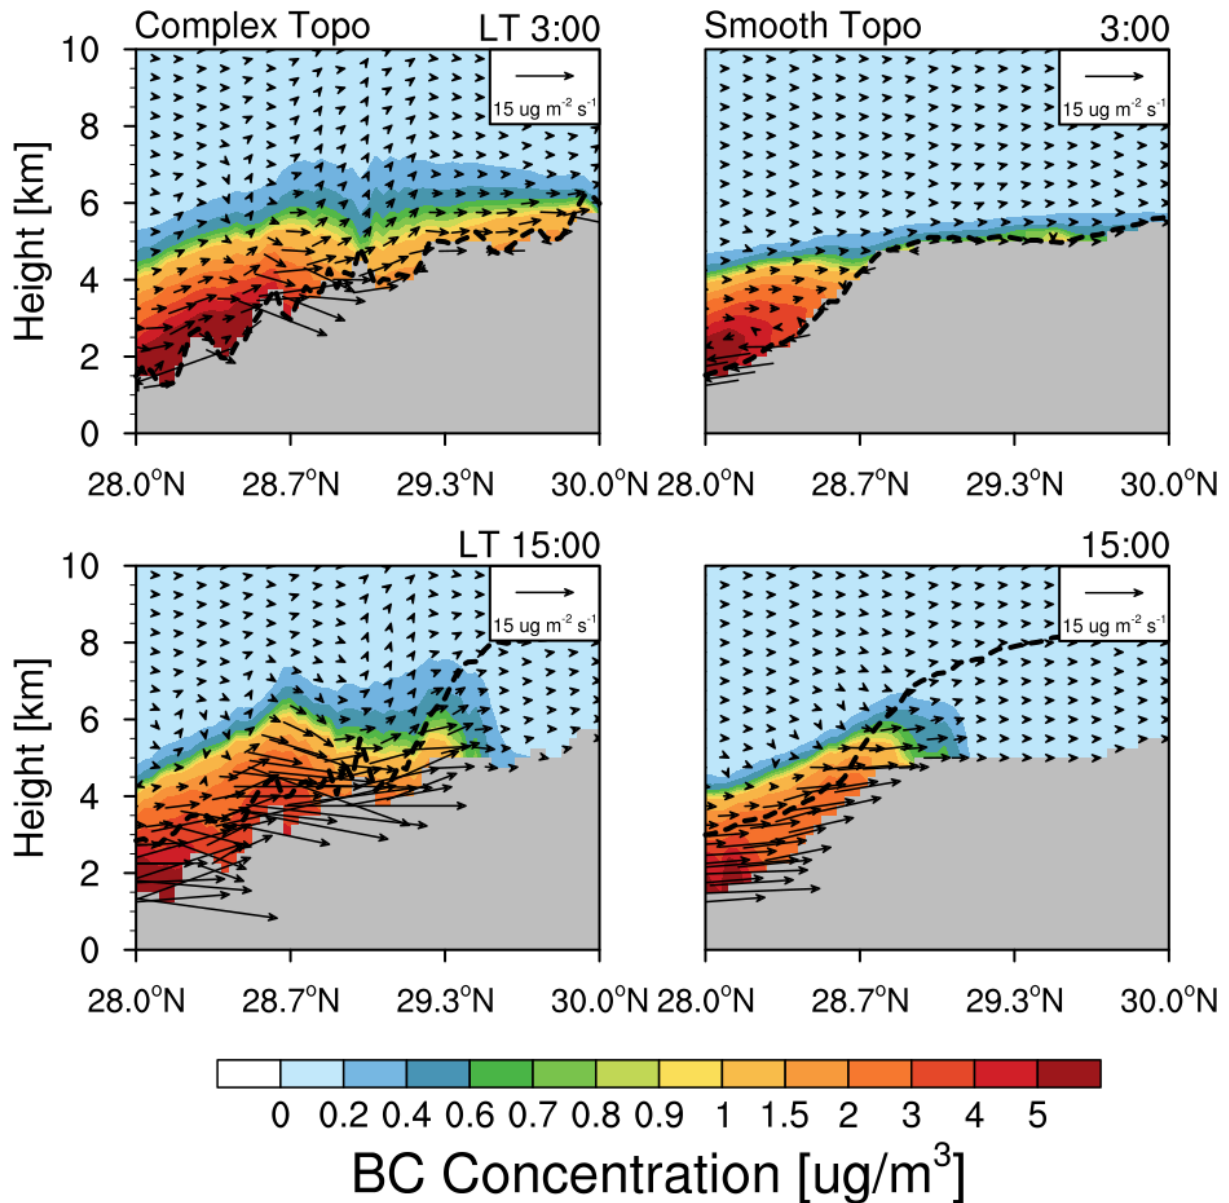 Complex Topo LT 3:00
Smooth Topo 3:00
Height [km]
10
8
6
4
2
0
15 ug m⁻² s⁻¹
15 ug m⁻² s⁻¹
28.0°N 28.7°N 29.3°N 30.0°N
28.0°N 28.7°N 29.3°N 30.0°N
LT 15:00
15:00
Height [km]
10
8
6
4
2
0
15 ug m⁻² s⁻¹
15 ug m⁻² s⁻¹
28.0°N 28.7°N 29.3°N 30.0°N
28.0°N 28.7°N 29.3°N 30.0°N
0 0.2 0.4 0.6 0.7 0.8 0.9 1 1.5 2 3 4 5
BC Concentration [ug/m³]